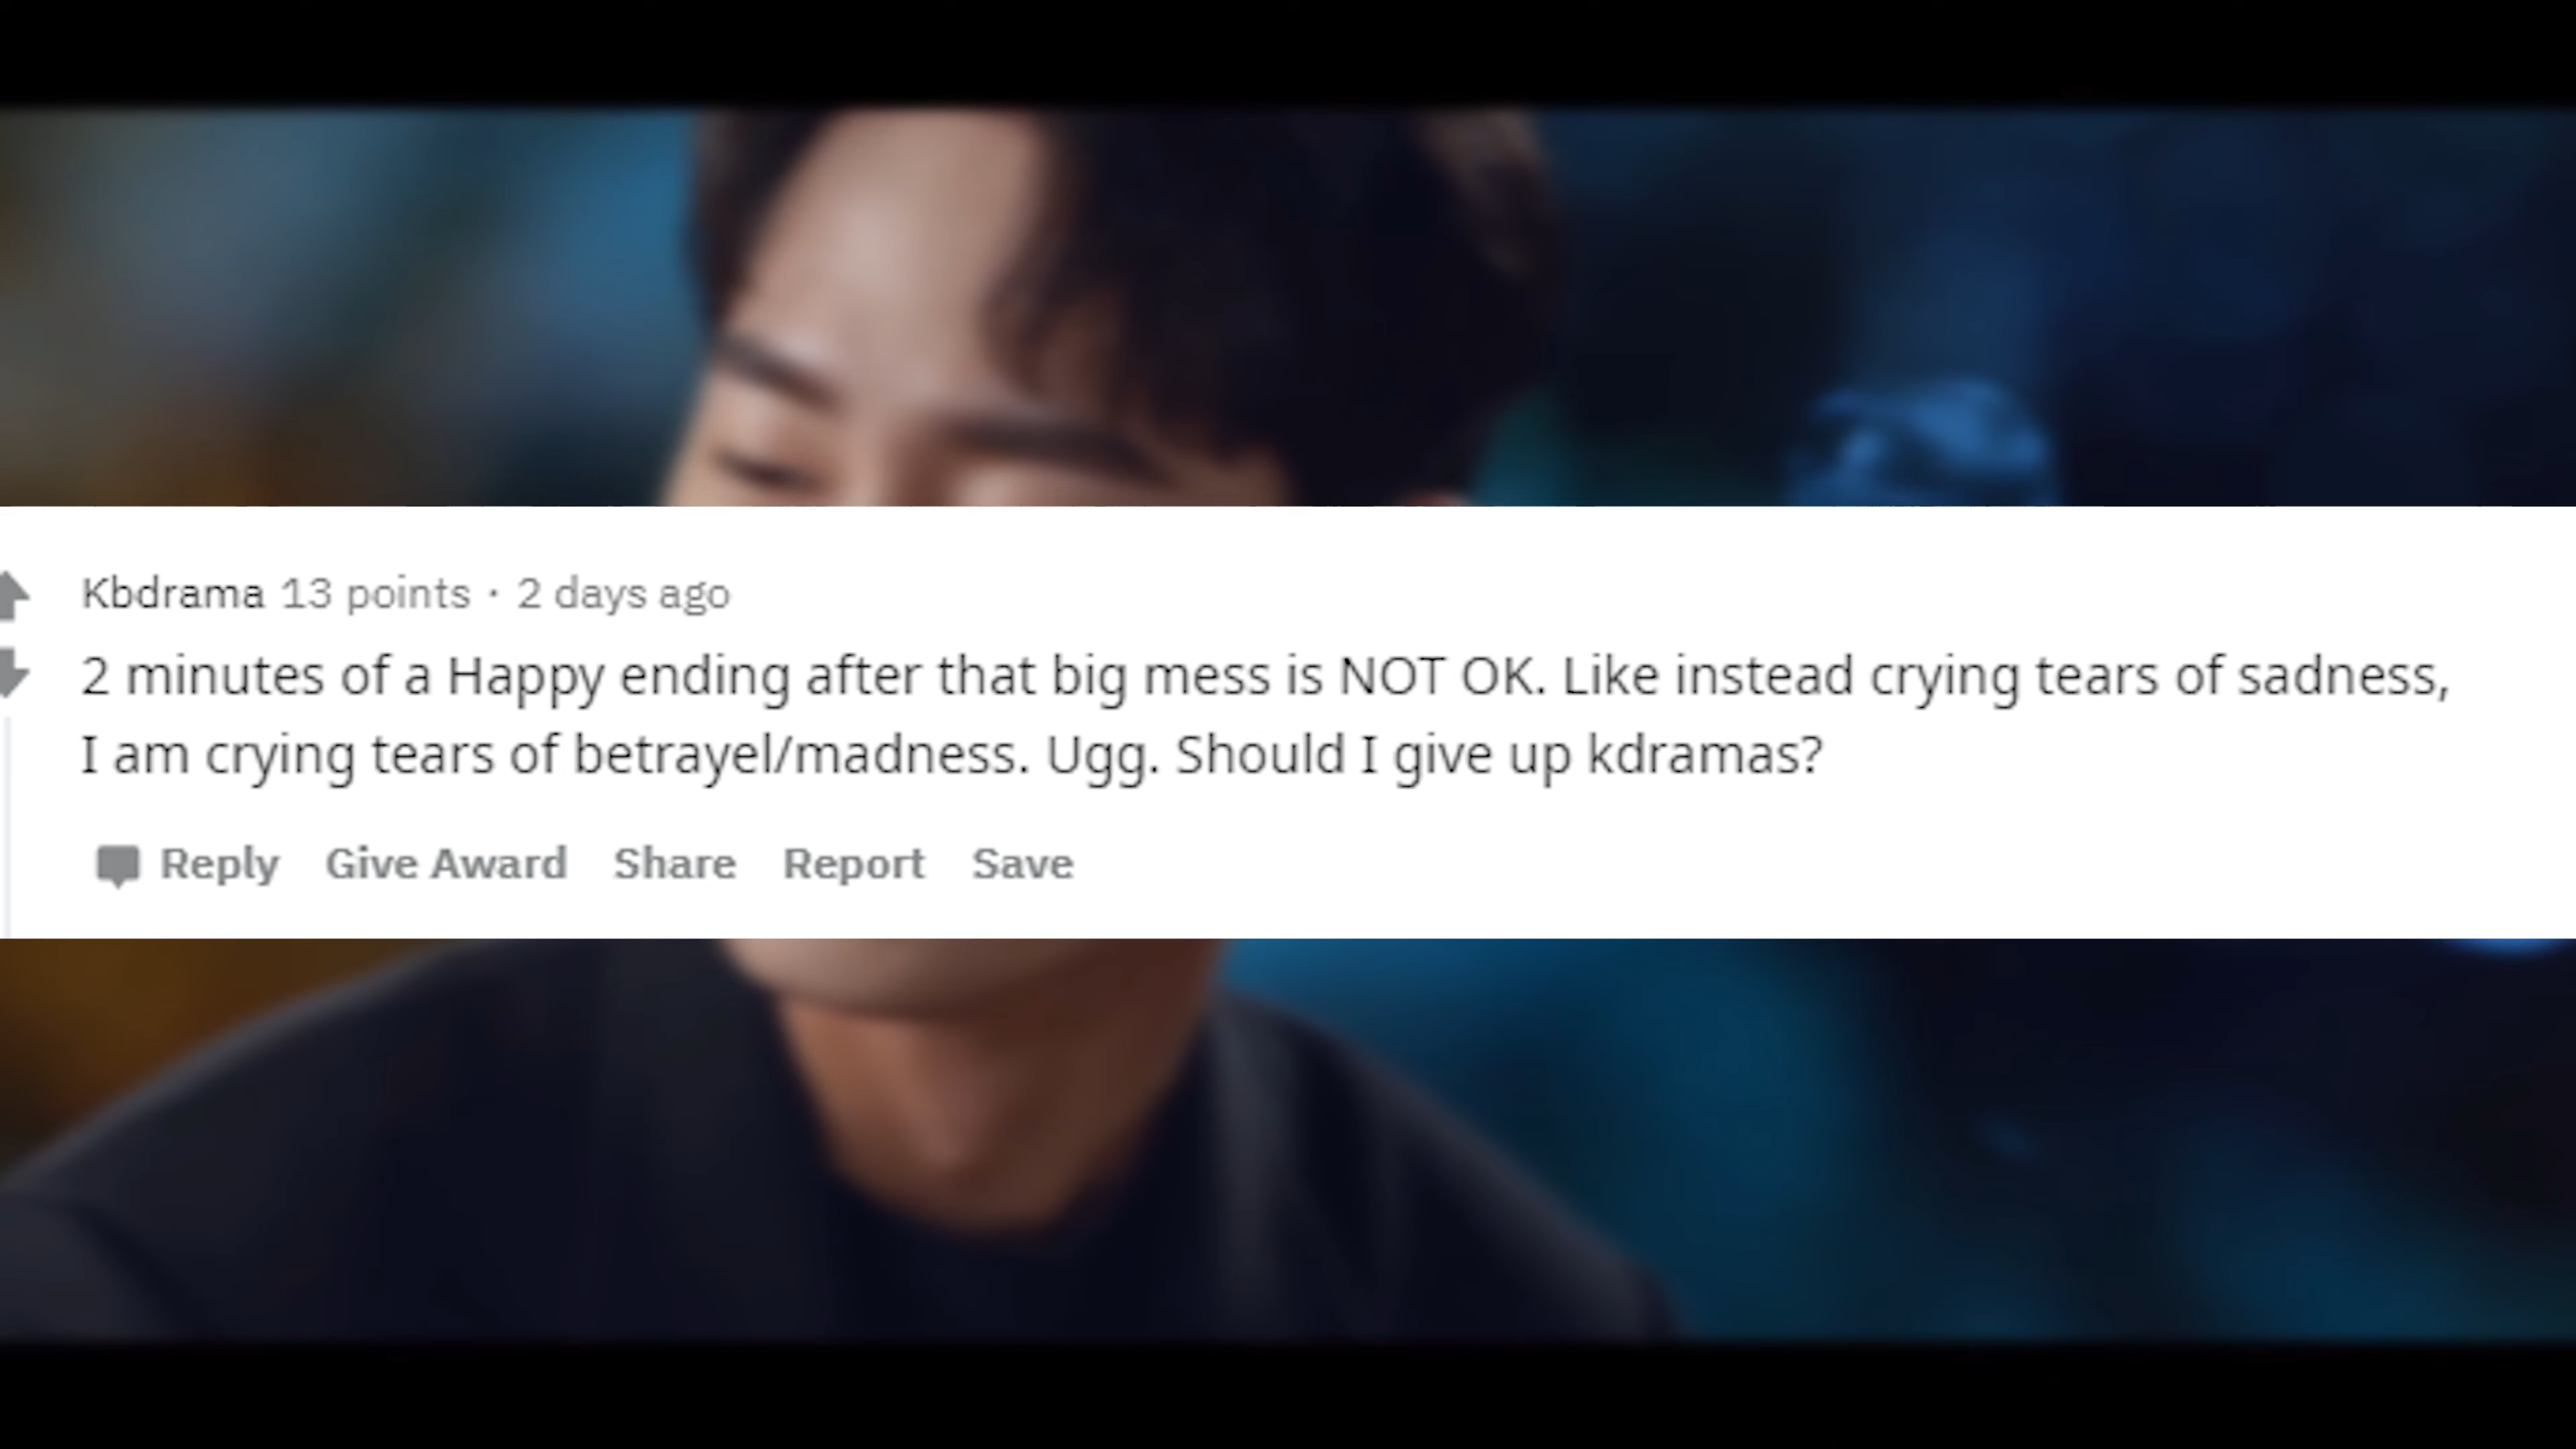 Kbdrama 13 points · 2 days ago
2 minutes of a Happy ending after that big mess is NOT OK. Like instead crying tears of sadness,
I am crying tears of betrayel/madness. Ugg. Should I give up kdramas?
Reply Give Award Share Report Save